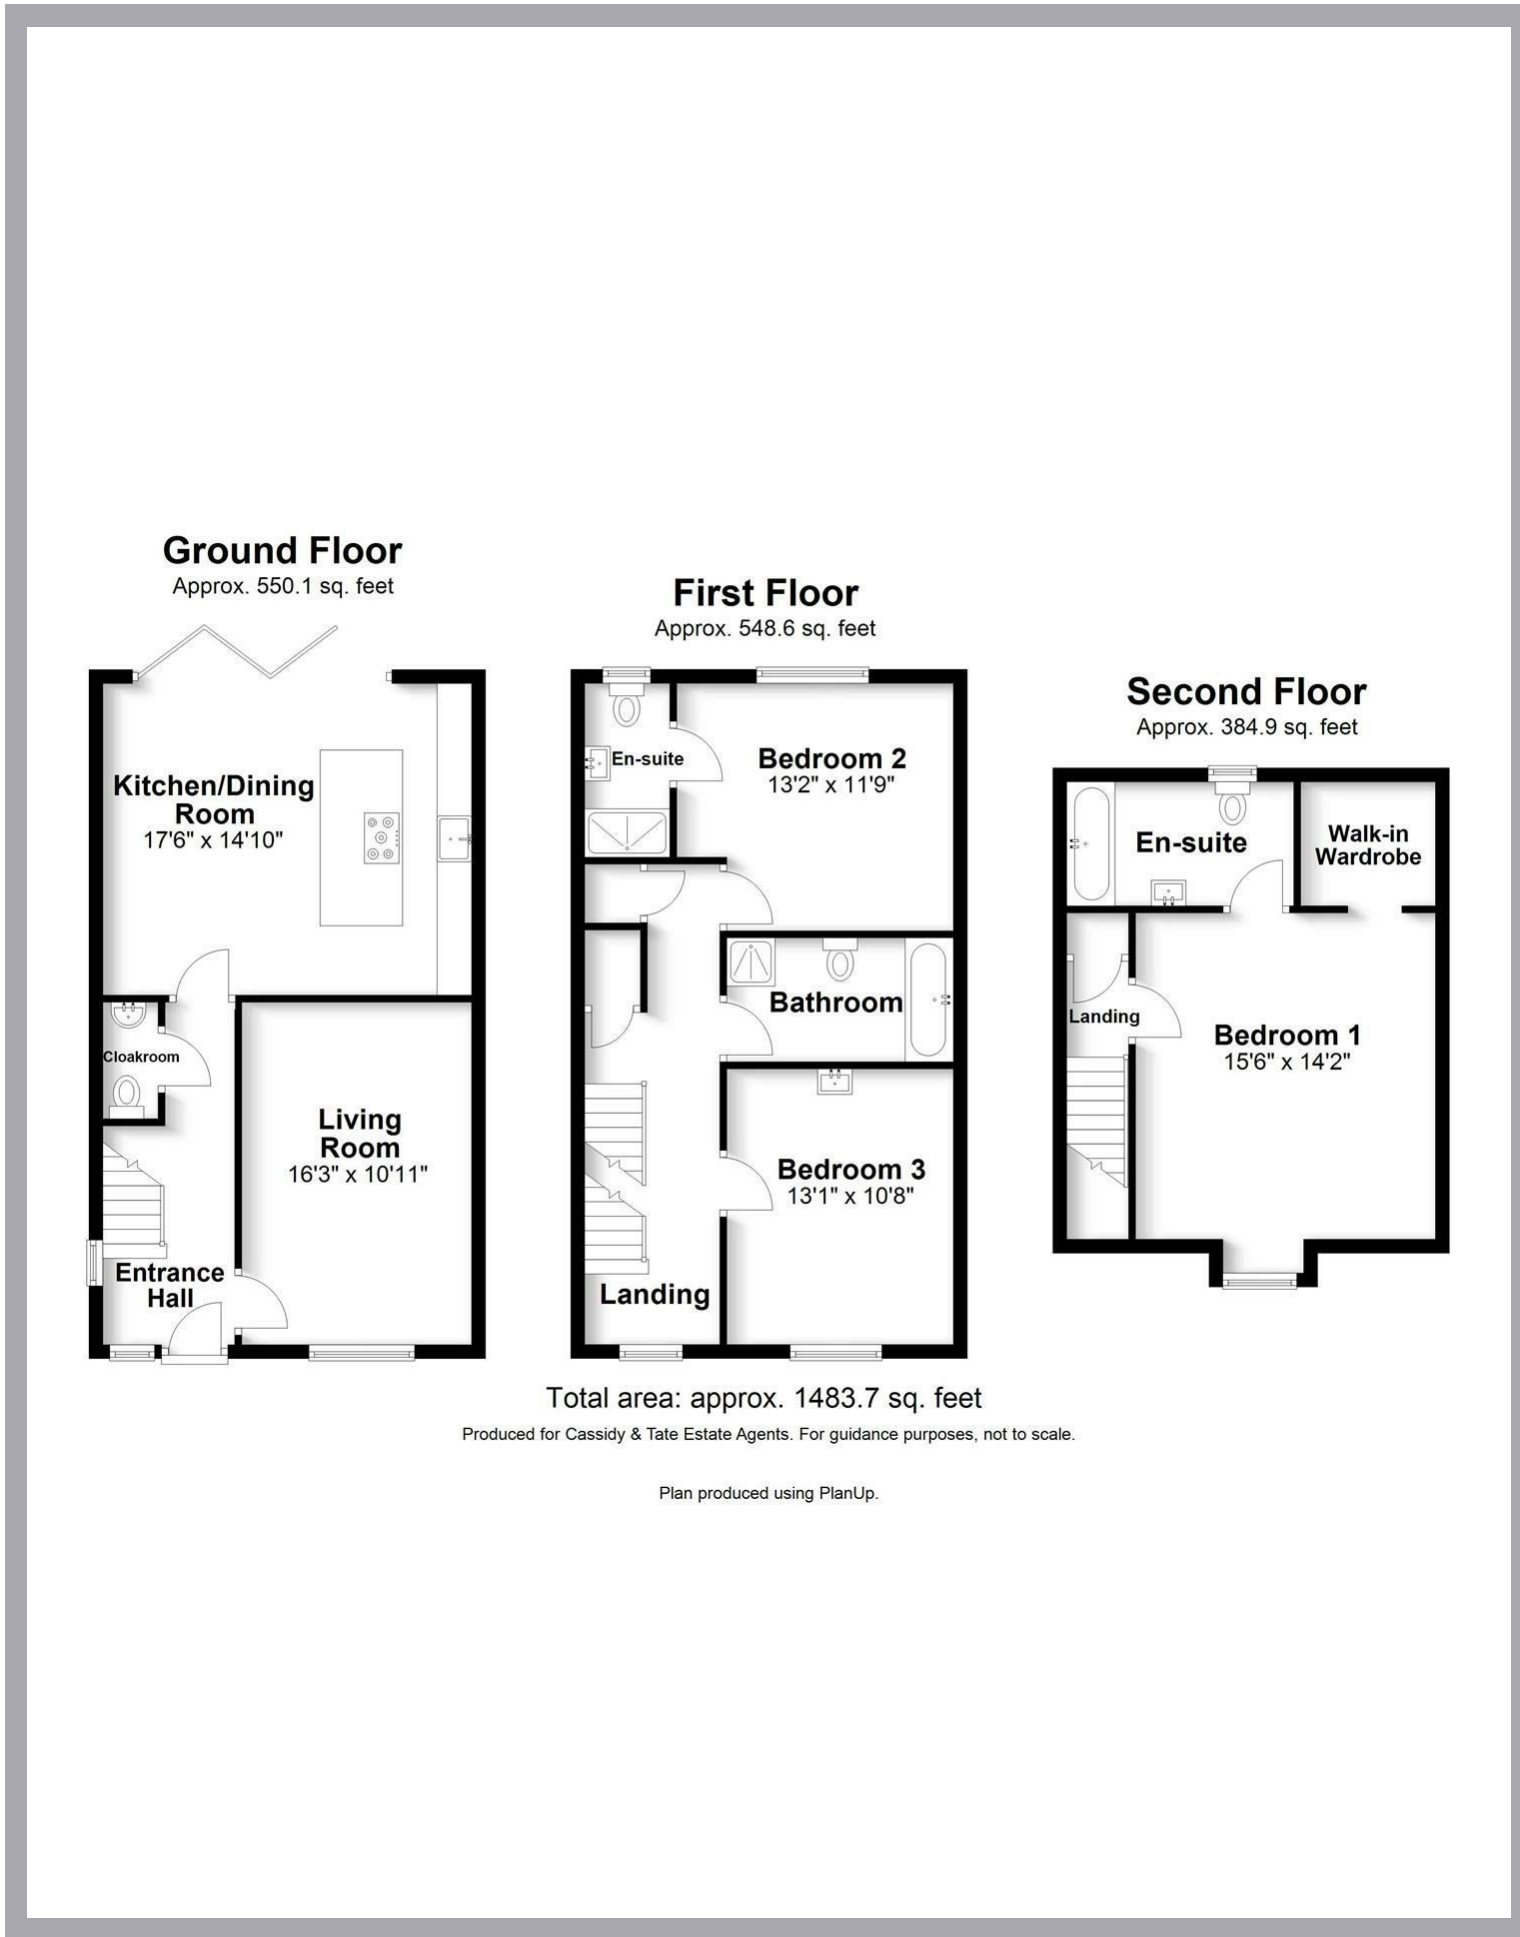 Ground Floor
Approx. 550.1 sq. feet
Kitchen/Dining
Room
17'6" x 14'10"
Cloakroom
Living
Room
16'3" x 10'11"
Entrance
Hall
First Floor
Approx. 548.6 sq. feet
En-suite
Bedroom 2
13'2" x 11'9"
Bathroom
Bedroom 3
13'1" x 10'8"
Landing
Second Floor
Approx. 384.9 sq. feet
En-suite
Walk-in
Wardrobe
Landing
Bedroom 1
15'6" x 14'2"
Total area: approx. 1483.7 sq. feet
Produced for Cassidy & Tate Estate Agents. For guidance purposes, not to scale.
Plan produced using PlanUp.